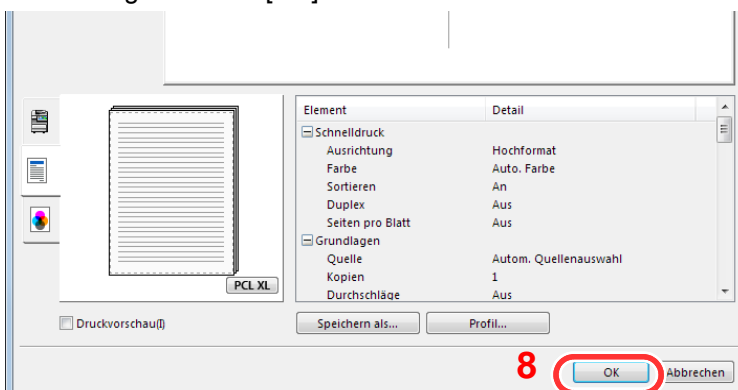 Element Detail
Schnelldruck
Ausrichtung Hochformat
Farbe Auto. Farbe
Sortieren An
Duplex Aus
Seiten pro Blatt Aus
Grundlagen
Quelle Autom. Quellenauswahl
Kopien 1
Durchschläge Aus
PCL XL
Druckvorschau(I) Speichern als... Profil...
8 OK Abbrechen